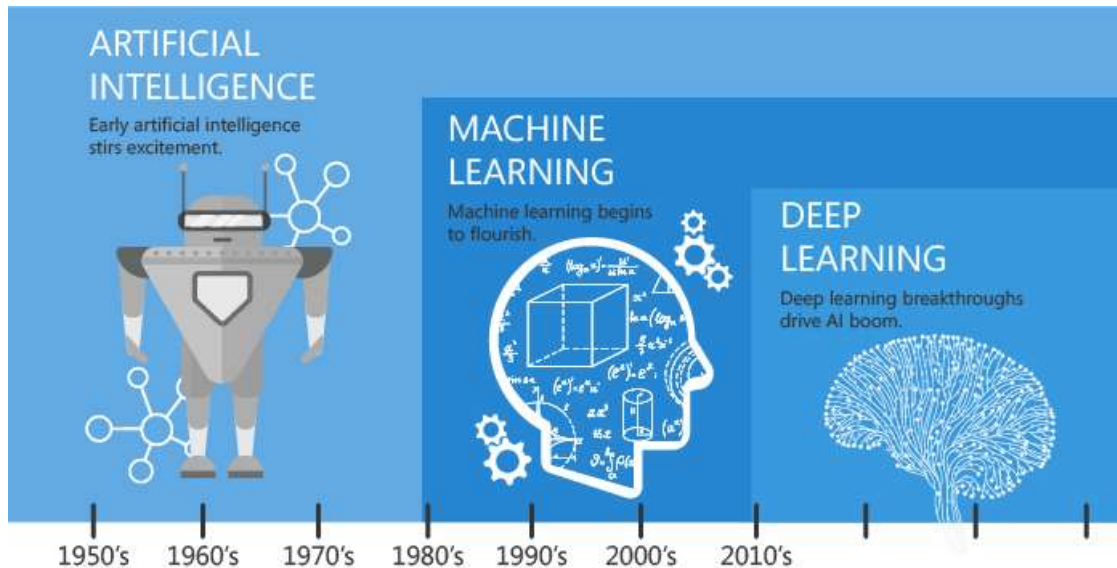 ARTIFICIAL
INTELLIGENCE
Early artificial intelligence
stirs excitement.
MACHINE
LEARNING
Machine learning begins
to flourish.
DEEP
LEARNING
Deep learning breakthroughs
drive AI boom.
1950's 1960's 1970's 1980's 1990's 2000's 2010's